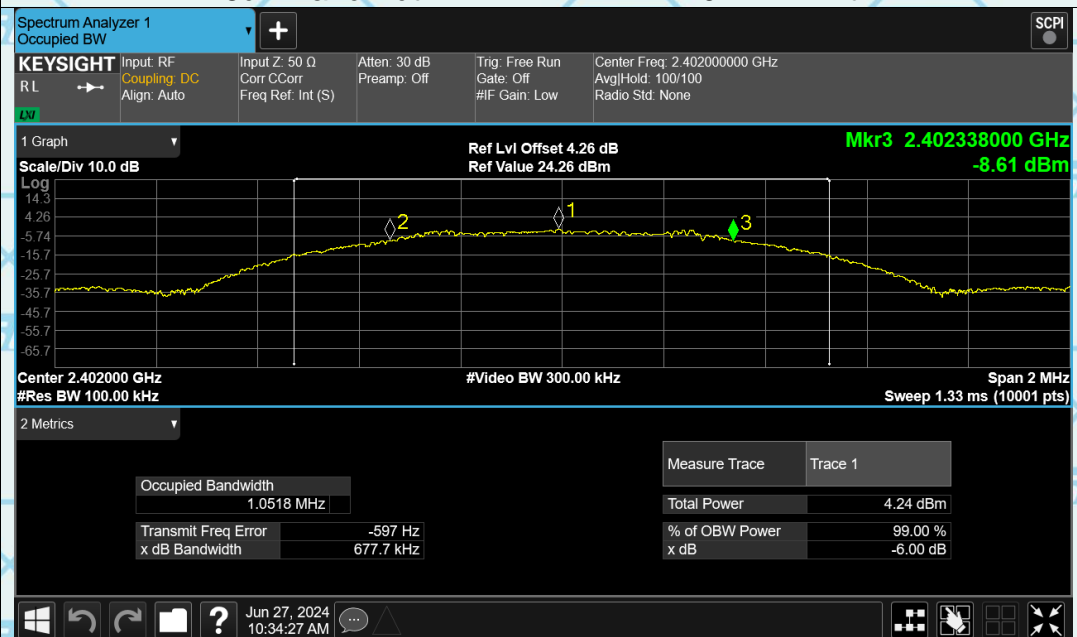 Spectrum Analyzer 1
Occupied BW
+
SCPI
KEYSIGHT
RL
LXI
Input: RF
Coupling: DC
Align: Auto
Input Z: 50 Ω
Corr CCorr
Freq Ref: Int (S)
Atten: 30 dB
Preamp: Off
Trig: Free Run
Gate: Off
#IF Gain: Low
Center Freq: 2.402000000 GHz
Avg|Hold: 100/100
Radio Std: None
1 Graph
Scale/Div 10.0 dB
Ref Lvl Offset 4.26 dB
Ref Value 24.26 dBm
Mkr3 2.402338000 GHz
-8.61 dBm
Log
14.3
4.26
-5.74
-15.7
-25.7
-35.7
-45.7
-55.7
-65.7
2
1
3
Center 2.402000 GHz
#Video BW 300.00 kHz
Span 2 MHz
#Res BW 100.00 kHz
Sweep 1.33 ms (10001 pts)
2 Metrics
Occupied Bandwidth
1.0518 MHz
Transmit Freq Error -597 Hz
x dB Bandwidth 677.7 kHz
Measure Trace Trace 1
Total Power 4.24 dBm
% of OBW Power 99.00 %
x dB -6.00 dB
?
Jun 27, 2024
10:34:27 AM